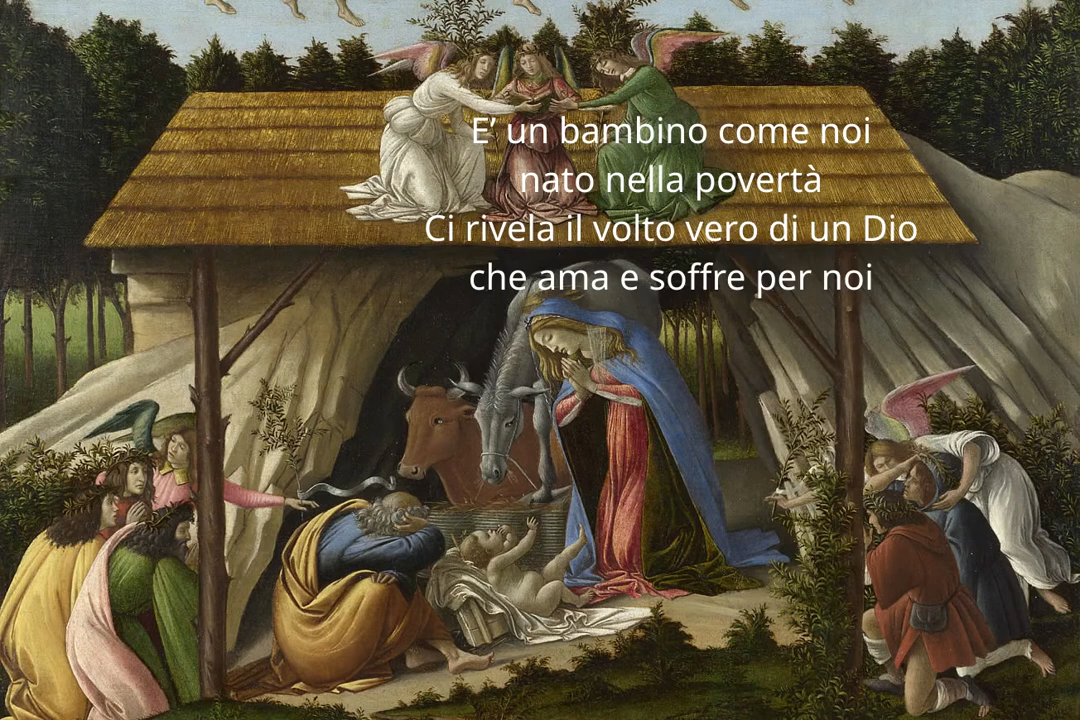 E’ un bambino come noi
nato nella povertà
Ci rivela il volto vero di un Dio
che ama e soffre per noi